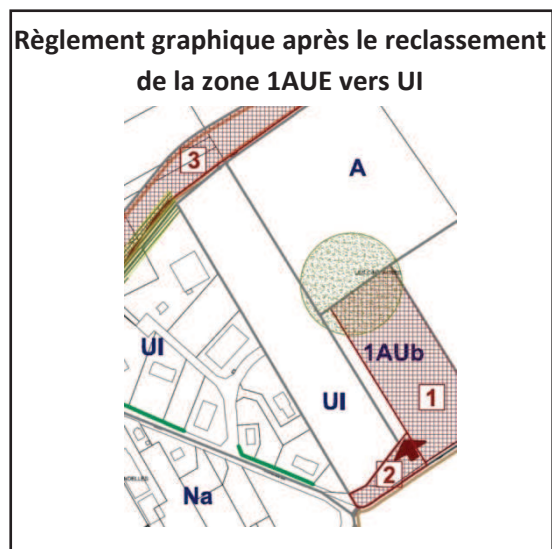 Règlement graphique après le reclassement
de la zone 1AUE vers UI
3
A
1AUb
UI
UI
1
2
Na